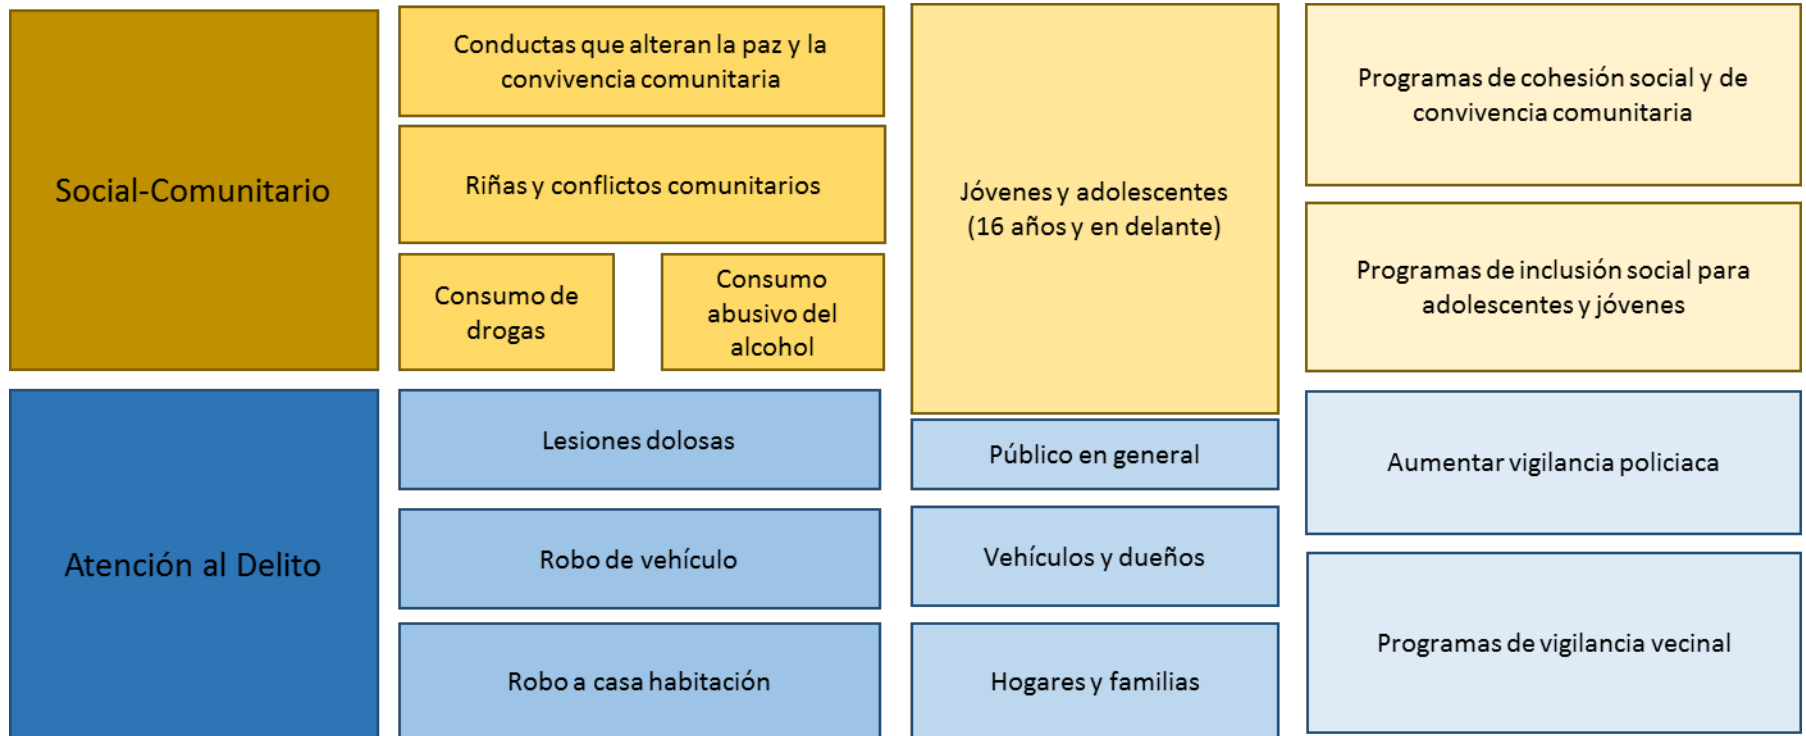 Social-Comunitario
Conductas que alteran la paz y la
convivencia comunitaria
Riñas y conflictos comunitarios
Consumo de
drogas
Consumo
abusivo del
alcohol
Jóvenes y adolescentes
(16 años y en delante)
Programas de cohesión social y de
convivencia comunitaria
Programas de inclusión social para
adolescentes y jóvenes
Atención al Delito
Lesiones dolosas
Robo de vehículo
Robo a casa habitación
Público en general
Vehículos y dueños
Hogares y familias
Aumentar vigilancia policiaca
Programas de vigilancia vecinal